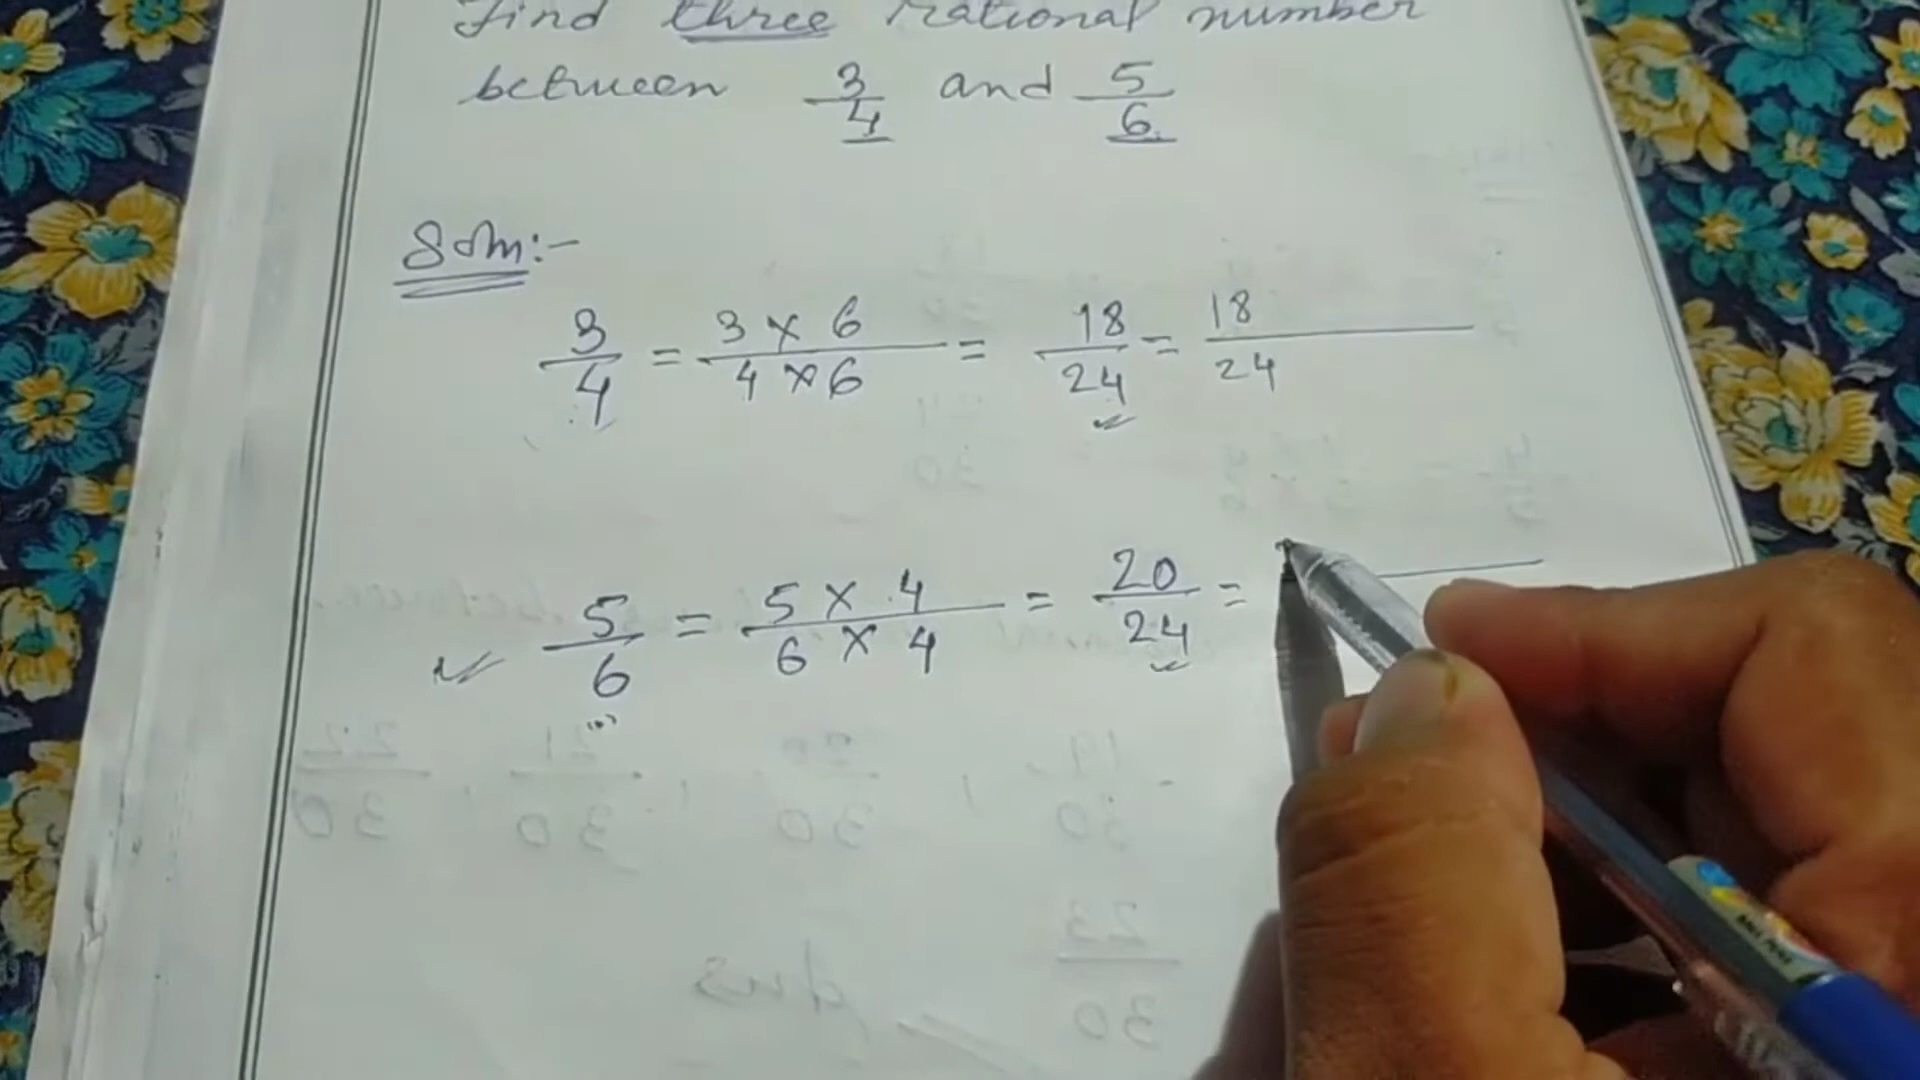 Find three rational number
between 3/4 and 5/6
Soln:-
3/4 = 3 × 6 / 4 × 6 = 18/24 = 18 / 24
5/6 = 5 × 4 / 6 × 4 = 20/24 =